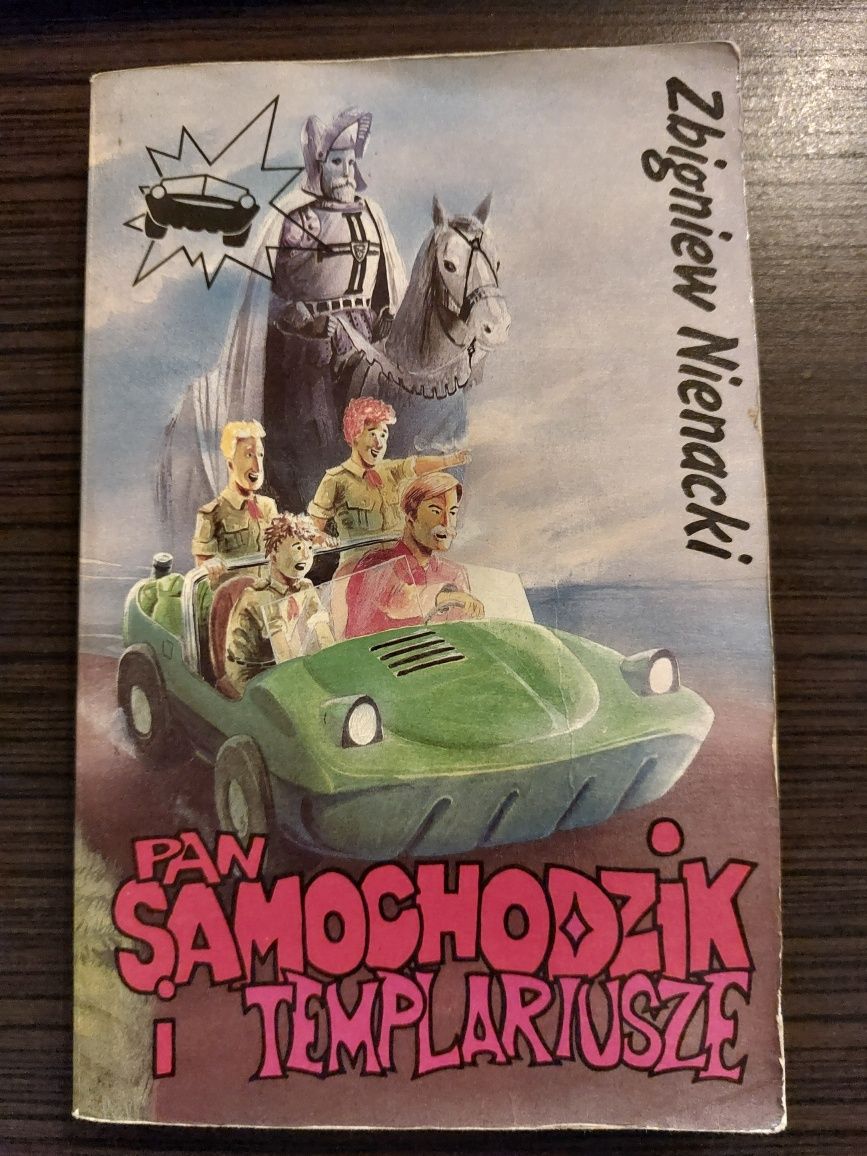 Zbigniew Nienacki
PAN
SAMOCHODZiK
i TEMPLARIUSZE